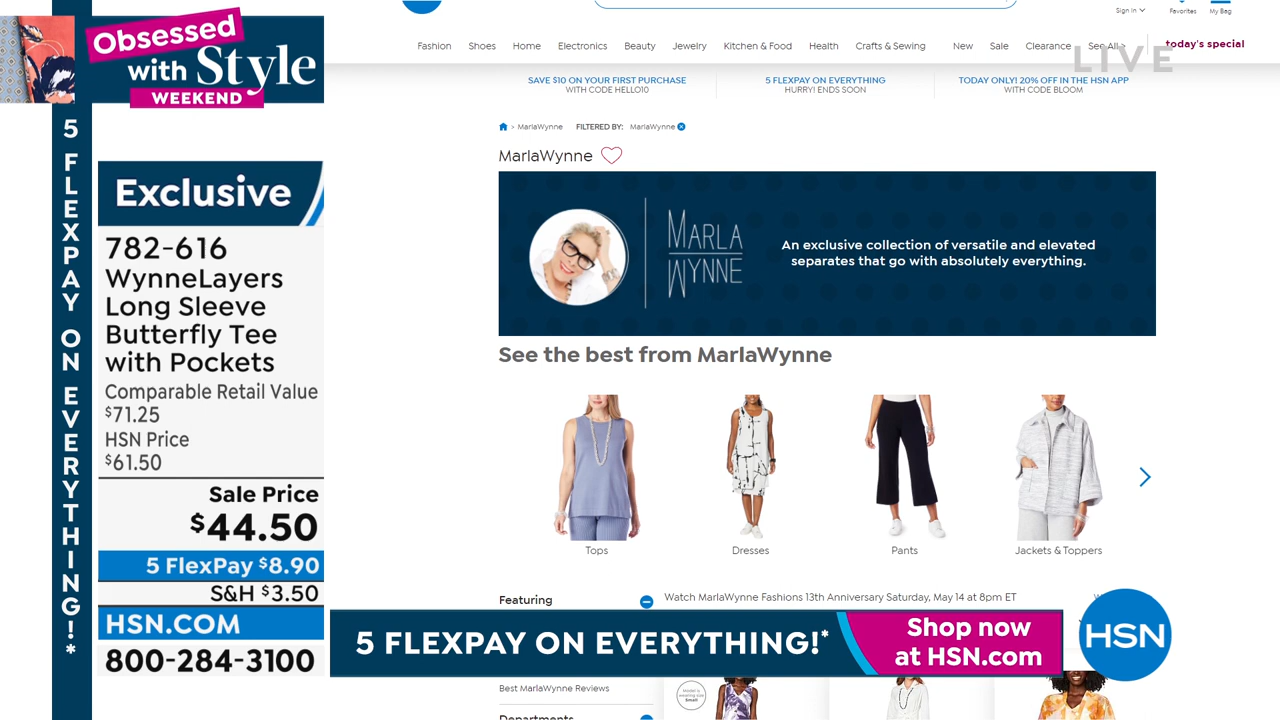 Obsessed
with Style
WEEKEND
5 FLEXPAY ON EVERYTHING!*
Exclusive
782-616
WynneLayers
Long Sleeve
Butterfly Tee
with Pockets
Comparable Retail Value
$71.25
HSN Price
$61.50
Sale Price
$44.50
5 FlexPay $8.90
S&H $3.50
HSN.COM
800-284-3100
Sign In
Favorites
My Bag
Fashion Shoes Home Electronics Beauty Jewelry Kitchen & Food Health Crafts & Sewing New Sale Clearance See All > today's special
LIVE
SAVE $10 ON YOUR FIRST PURCHASE
WITH CODE HELLO10
5 FLEXPAY ON EVERYTHING
HURRY! ENDS SOON
TODAY ONLY! 20% OFF IN THE HSN APP
WITH CODE BLOOM
> MarlaWynne FILTERED BY: MarlaWynne
MarlaWynne
MARLA
WYNNE
An exclusive collection of versatile and elevated
separates that go with absolutely everything.
See the best from MarlaWynne
Tops
Dresses
Pants
Jackets & Toppers
Featuring
Watch MarlaWynne Fashions 13th Anniversary Saturday, May 14 at 8pm ET
5 FLEXPAY ON EVERYTHING!*
Shop now
at HSN.com
HSN
Best MarlaWynne Reviews
Model is
wearing size
Small
Departments